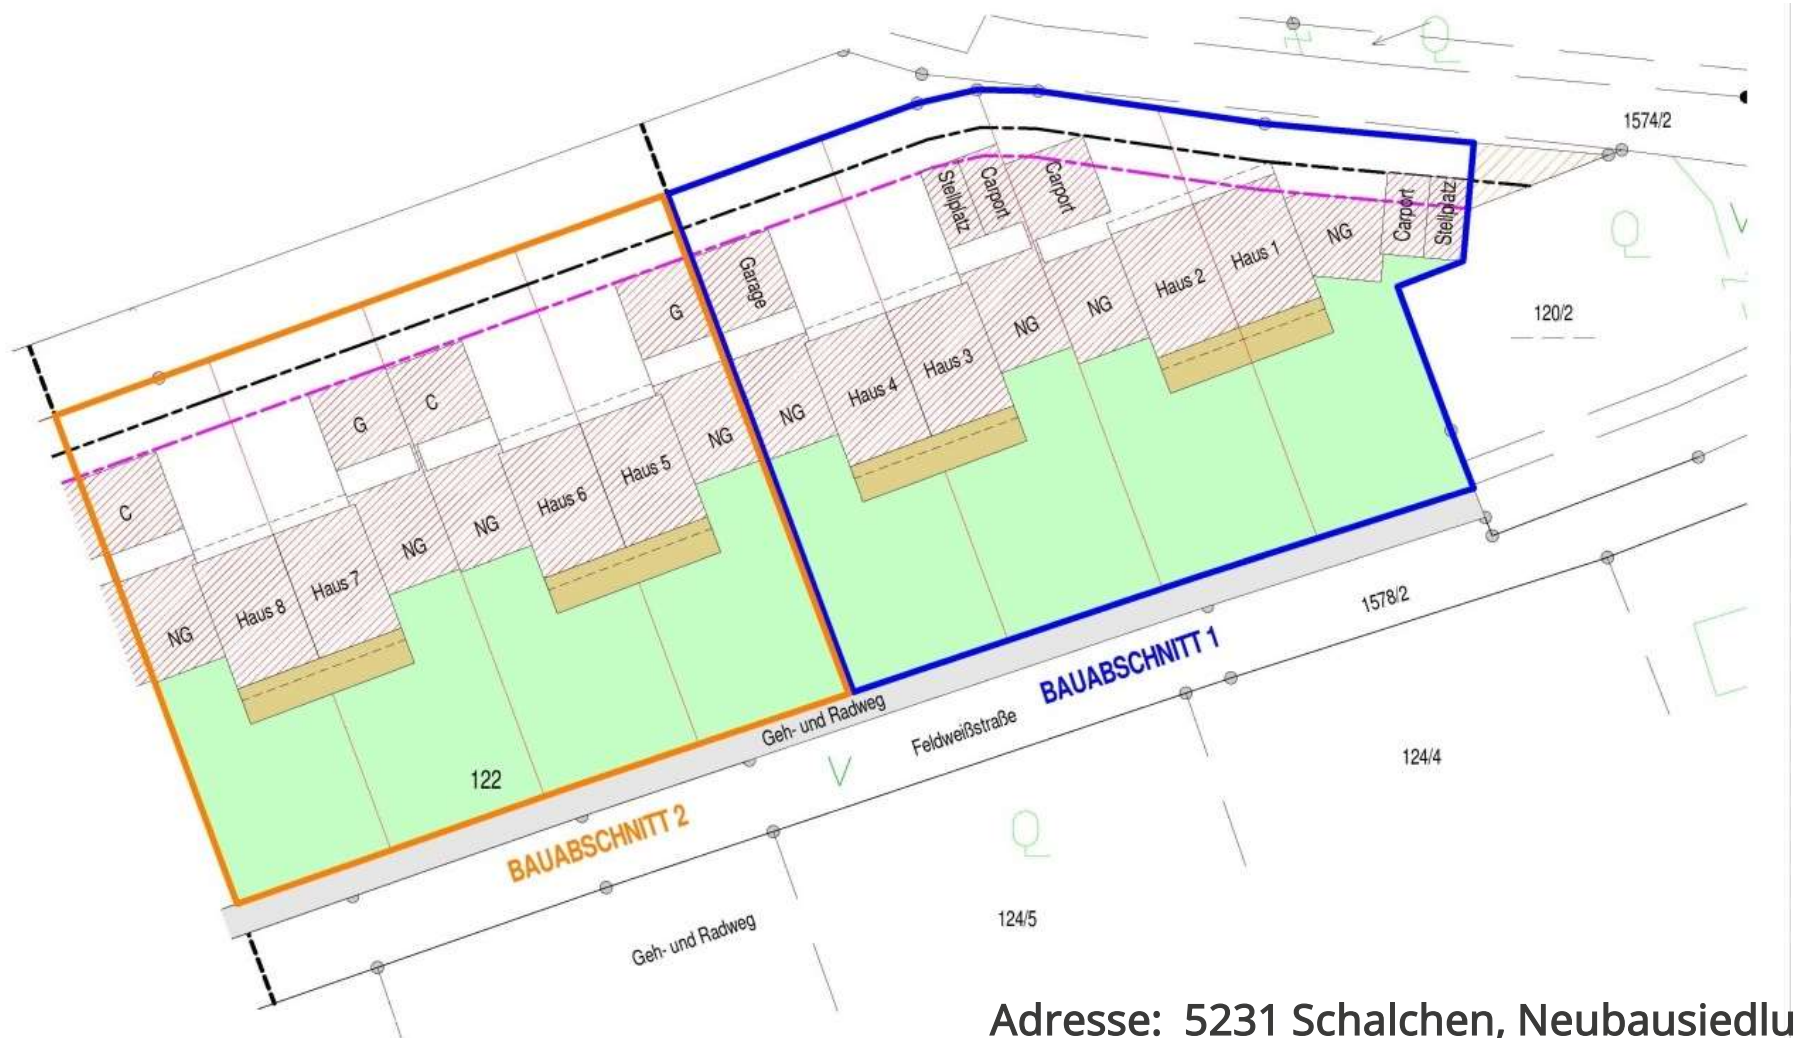 1574/2
Stellplatz
Carport
Carport
NG
Carport
Stellplatz
Haus 1
Haus 2
NG
NG
Garage
G
120/2
Haus 3
Haus 4
NG
NG
G
C
Haus 5
Haus 6
NG
NG
C
Haus 7
Haus 8
NG
1578/2
BAUABSCHNITT 1
Geh- und Radweg
Feldweißstraße
122
124/4
BAUABSCHNITT 2
124/5
Geh- und Radweg
Adresse: 5231 Schalchen, Neubausiedlu